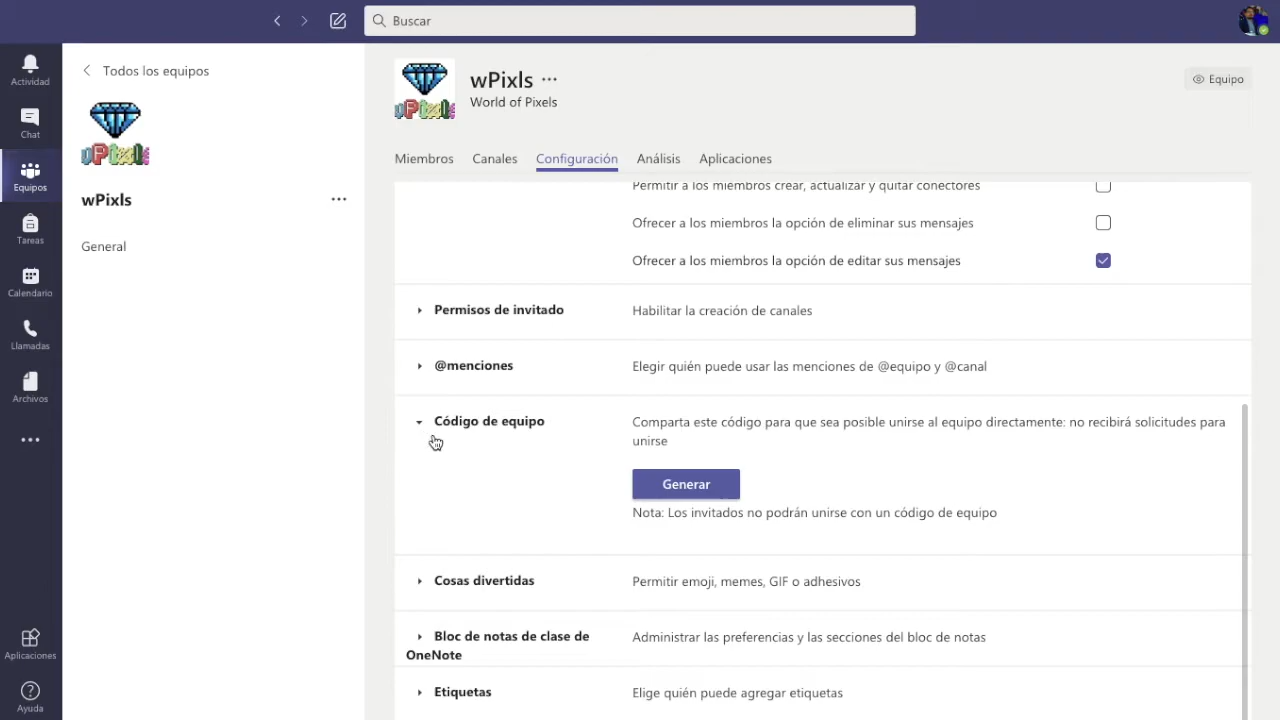 Buscar
Actividad
Chat
Equipos
Tareas
Calendario
Llamadas
Archivos
Aplicaciones
Ayuda
Todos los equipos
wPixls
General
wPixls
World of Pixels
Equipo
Miembros Canales Configuración Análisis Aplicaciones
Permitir a los miembros crear, actualizar y quitar conectores
Ofrecer a los miembros la opción de eliminar sus mensajes
Ofrecer a los miembros la opción de editar sus mensajes
Permisos de invitado Habilitar la creación de canales
@menciones Elegir quién puede usar las menciones de @equipo y @canal
Código de equipo Comparta este código para que sea posible unirse al equipo directamente: no recibirá solicitudes para
unirse
Generar
Nota: Los invitados no podrán unirse con un código de equipo
Cosas divertidas Permitir emoji, memes, GIF o adhesivos
Bloc de notas de clase de Administrar las preferencias y las secciones del bloc de notas
OneNote
Etiquetas Elige quién puede agregar etiquetas